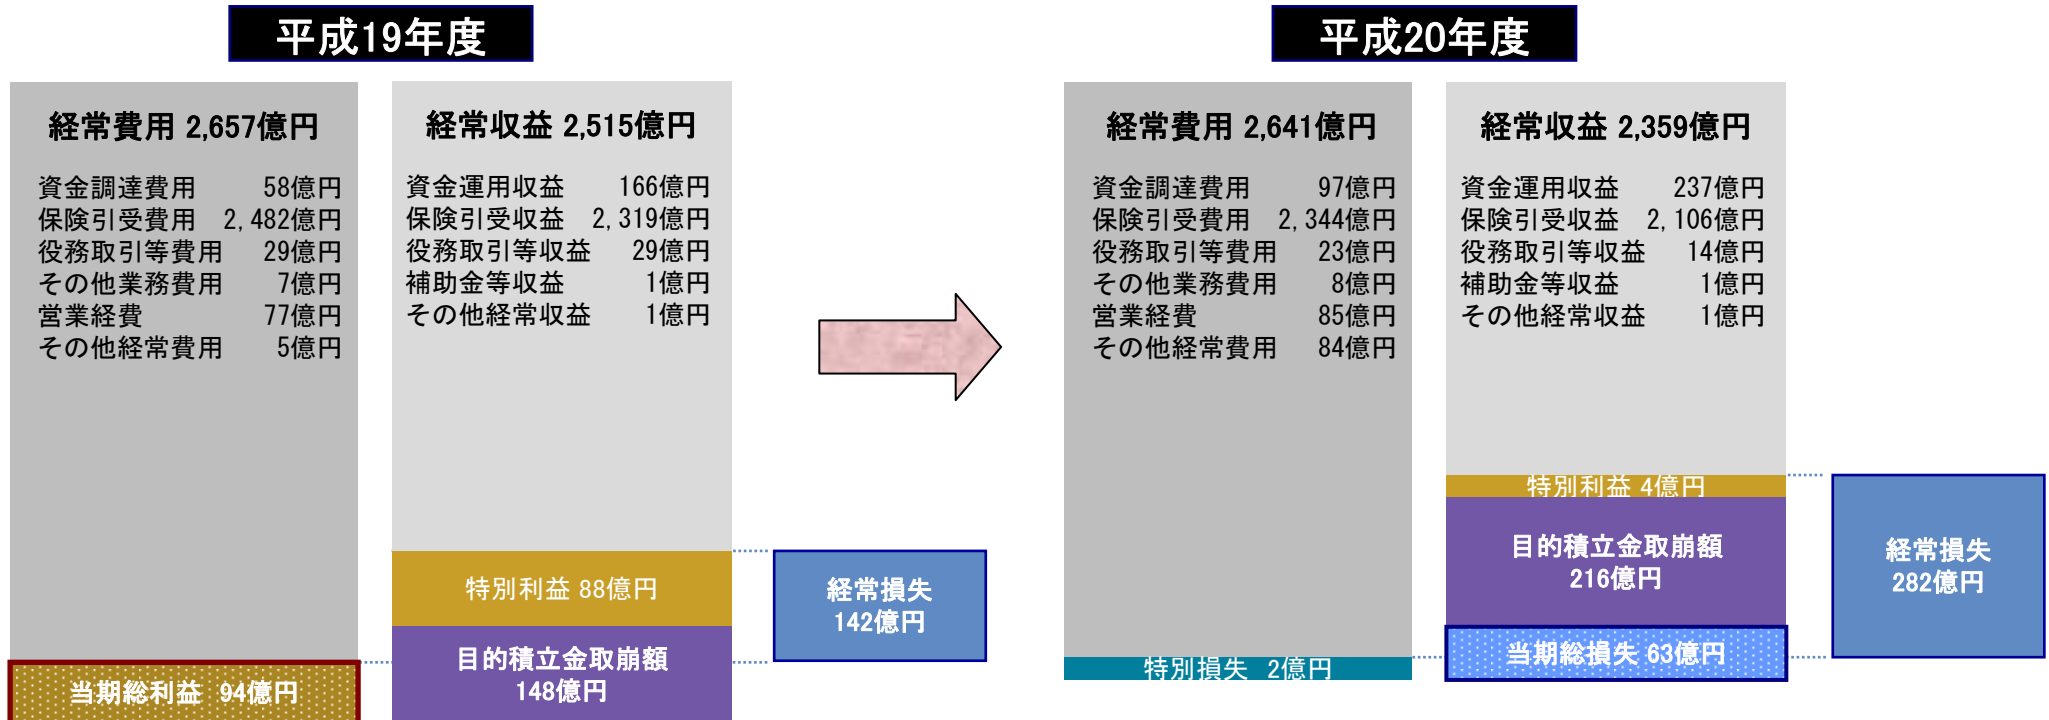 平成19年度
経常費用 2,657億円
資金調達費用 58億円
保険引受費用 2,482億円
役務取引等費用 29億円
その他業務費用 7億円
営業経費 77億円
その他経常費用 5億円
当期総利益 94億円
経常収益 2,515億円
資金運用収益 166億円
保険引受収益 2,319億円
役務取引等収益 29億円
補助金等収益 1億円
その他経常収益 1億円
特別利益 88億円
目的積立金取崩額
148億円
経常損失
142億円
平成20年度
経常費用 2,641億円
資金調達費用 97億円
保険引受費用 2,344億円
役務取引等費用 23億円
その他業務費用 8億円
営業経費 85億円
その他経常費用 84億円
特別損失 2億円
経常収益 2,359億円
資金運用収益 237億円
保険引受収益 2,106億円
役務取引等収益 14億円
補助金等収益 1億円
その他経常収益 1億円
特別利益 4億円
目的積立金取崩額
216億円
当期総損失 63億円
経常損失
282億円